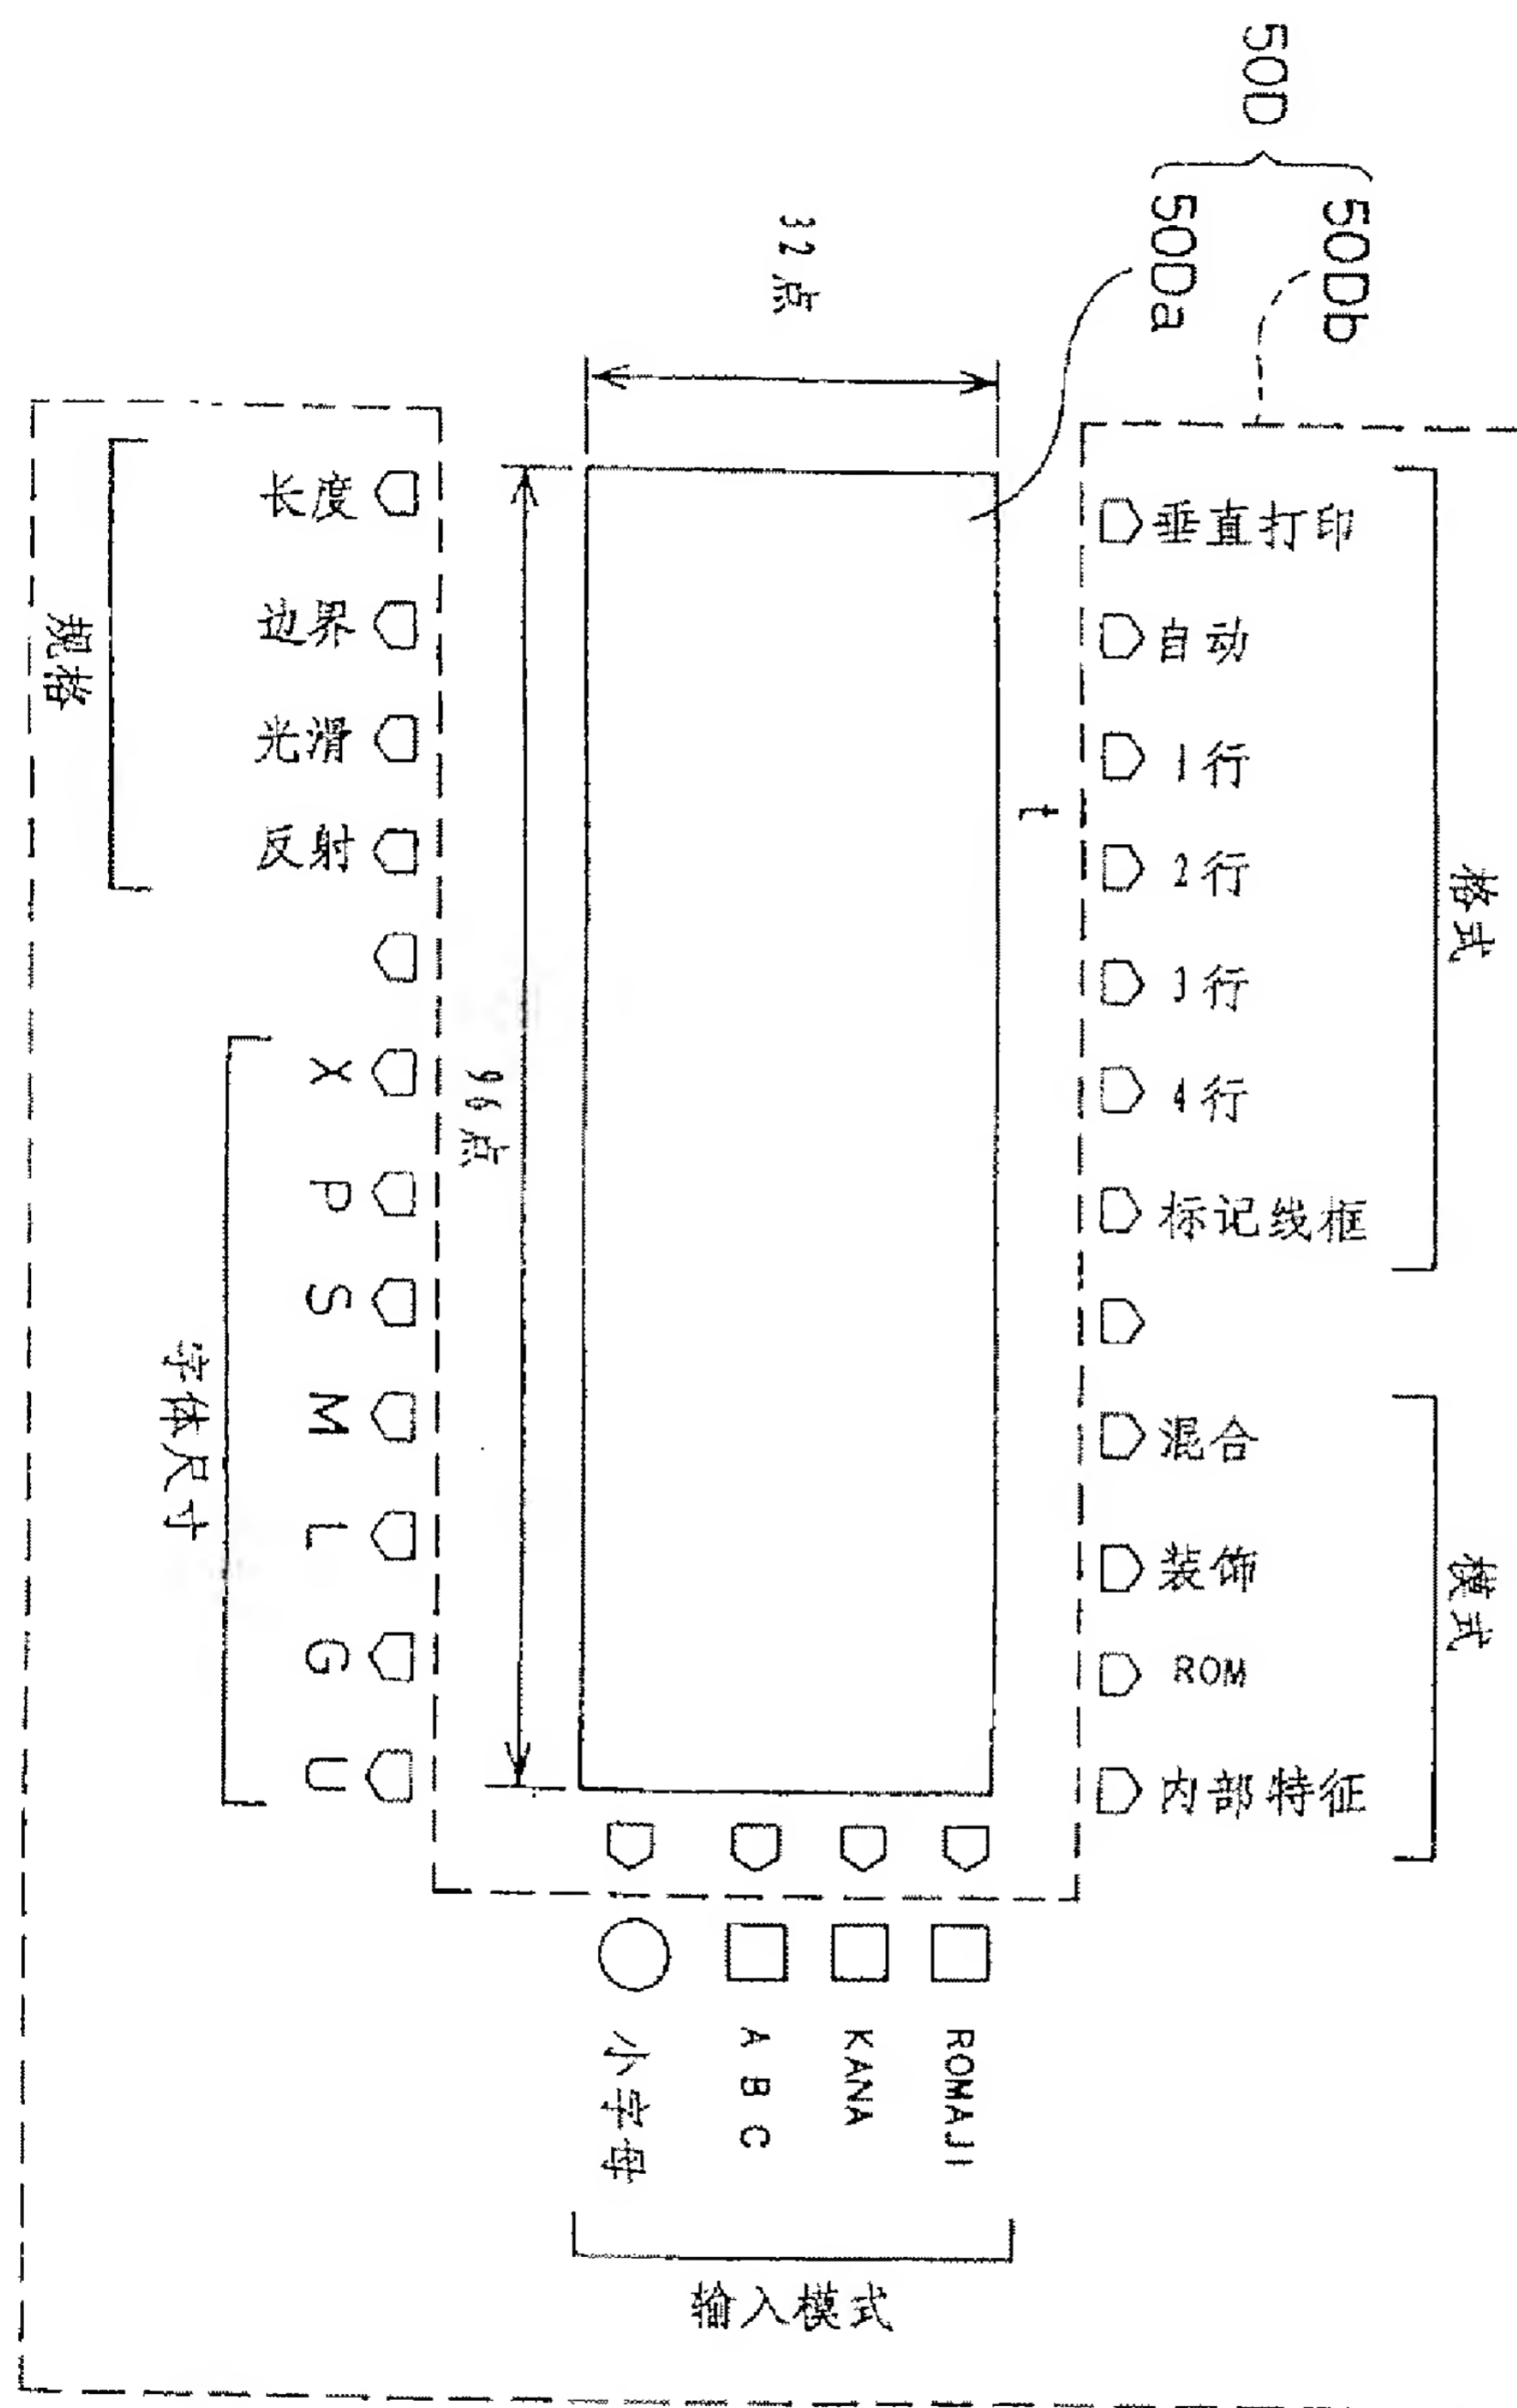 50D
50Db
50Da
32点
96点
t
垂直打印
自动
1行
2行
3行
4行
标记线框
格式
混合
装饰
ROM
内部特征
模式
长度
边界
光滑
反射
规格
X
P
S
M
L
G
U
字体尺寸
ROMAJI
KANA
A B C
小字母
输入模式